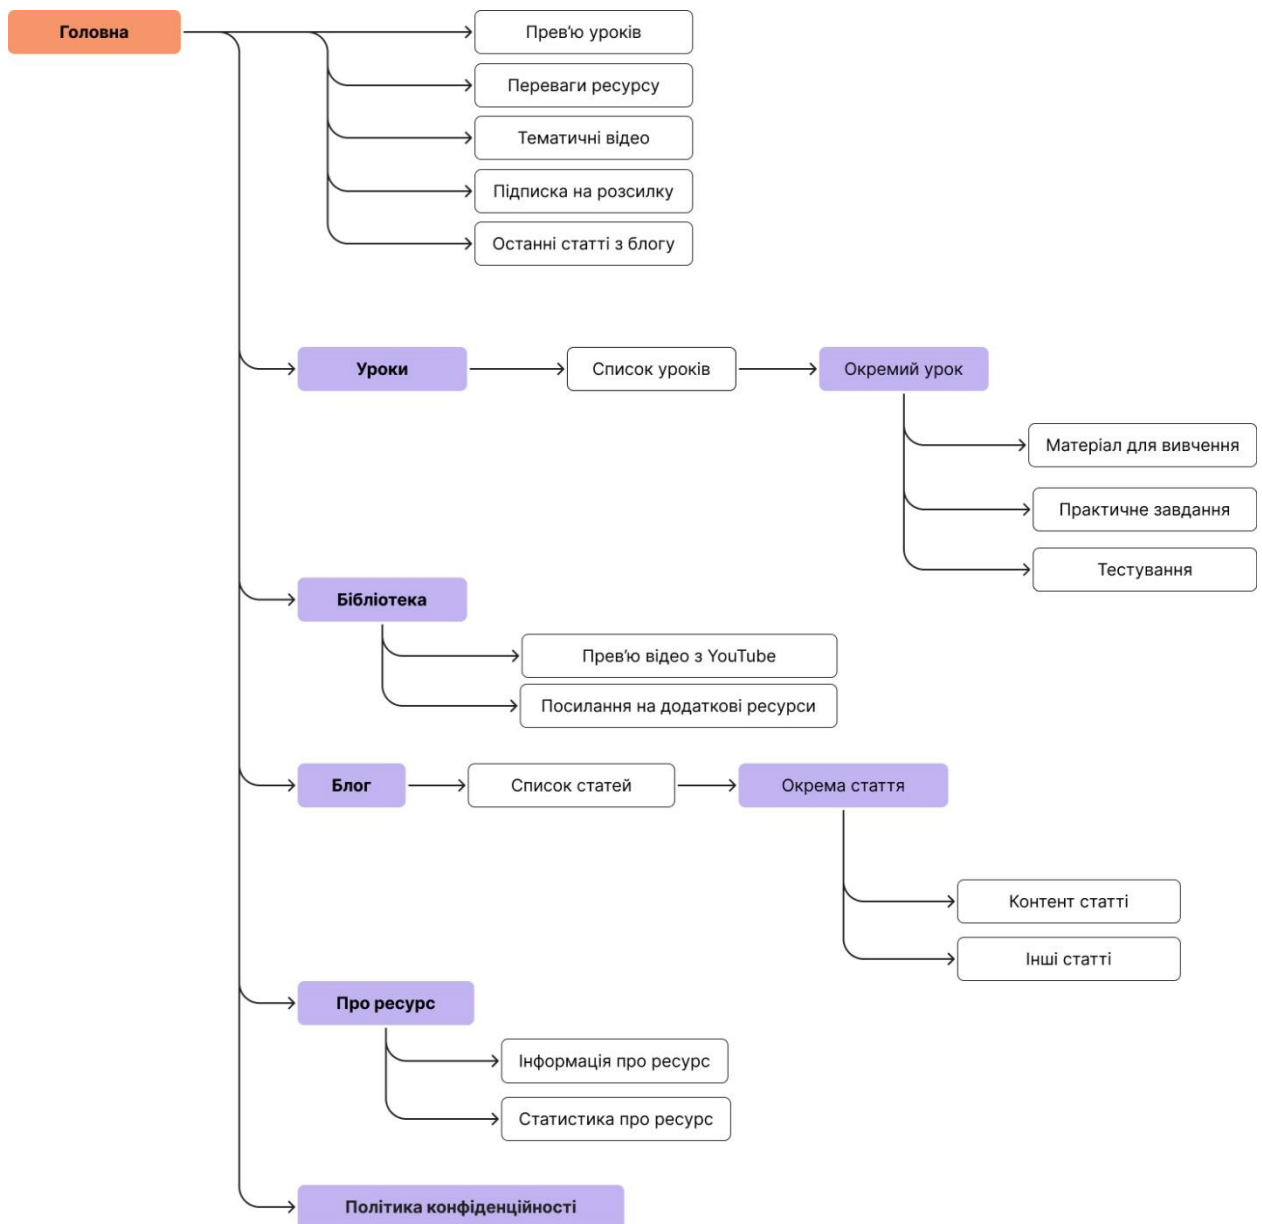 Головна
Прев'ю уроків
Переваги ресурсу
Тематичні відео
Підписка на розсилку
Останні статті з блогу
Уроки
Список уроків
Окремий урок
Матеріал для вивчення
Практичне завдання
Тестування
Бібліотека
Прев'ю відео з YouTube
Посилання на додаткові ресурси
Блог
Список статей
Окрема стаття
Контент статті
Інші статті
Про ресурс
Інформація про ресурс
Статистика про ресурс
Політика конфіденційності